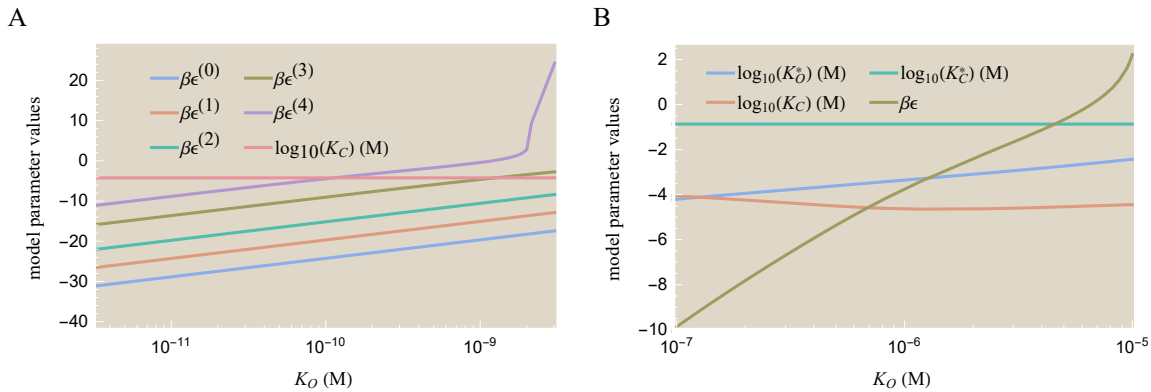 A
B
model parameter values
20
10
0
−10
−20
−30
−40
βϵ(0)
βϵ(1)
βϵ(2)
βϵ(3)
βϵ(4)
log10(KC) (M)
10−11
10−10
10−9
KO (M)
model parameter values
2
0
−2
−4
−6
−8
−10
log10(K*O) (M)
log10(KC) (M)
log10(K*C) (M)
βϵ
10−7
10−6
10−5
KO (M)